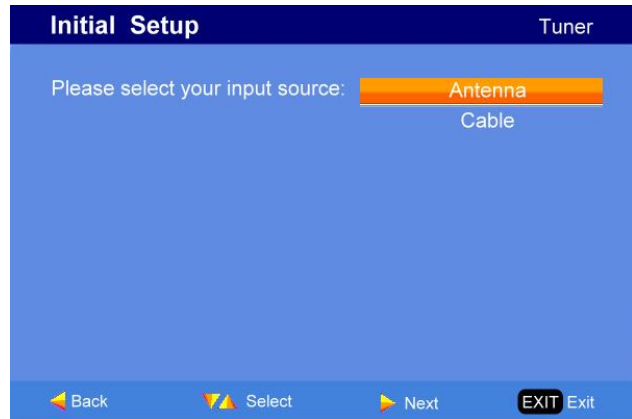 Initial Setup Tuner
Please select your input source: Antenna
Cable
Back Select Next EXIT Exit